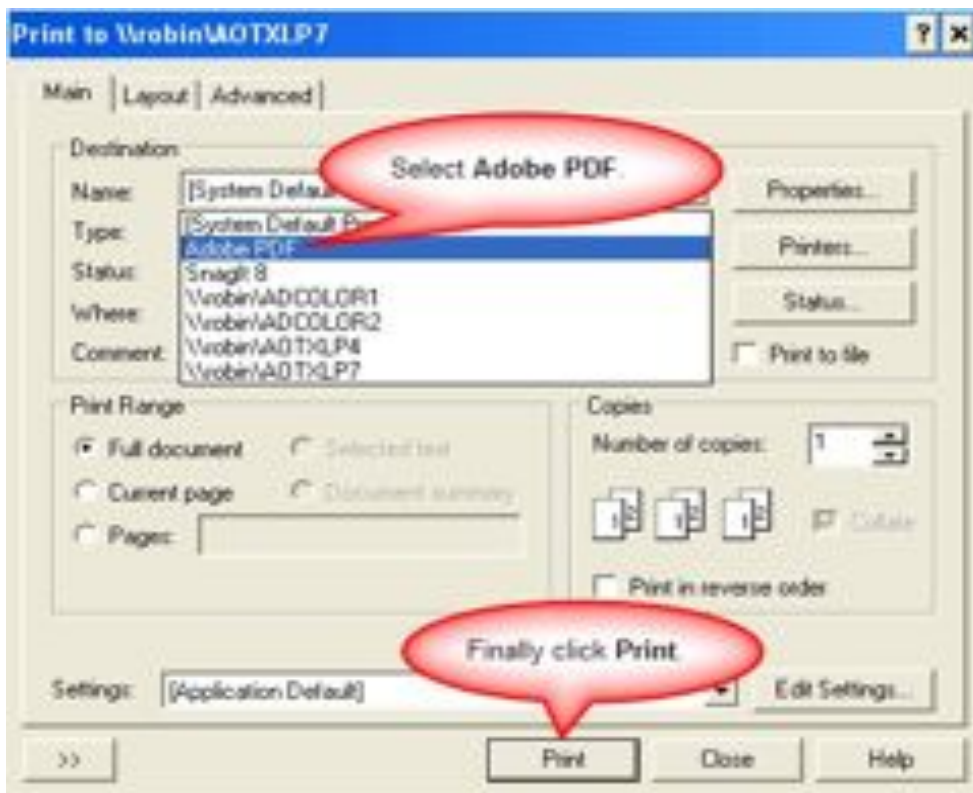 Print to \\robin\AOTXLP7
Main Layout Advanced
Destination
Select Adobe PDF.
Name: [System Default
Properties...
Type: [System Default
Adobe PDF
Printers...
Status: SnagIt 8
\\robin\ADCOLOR1
Status...
Where: \\robin\ADCOLOR2
Comment: \\robin\AOTXLP4
Print to file
\\robin\AOTXLP7
Print Range
Copies
Full document Selected text
Number of copies: 1
Current page Document summary
Pages:
Collate
Print in reverse order
Finally click Print.
Settings: [Application Default]
Edit Settings...
>> Print Close Help